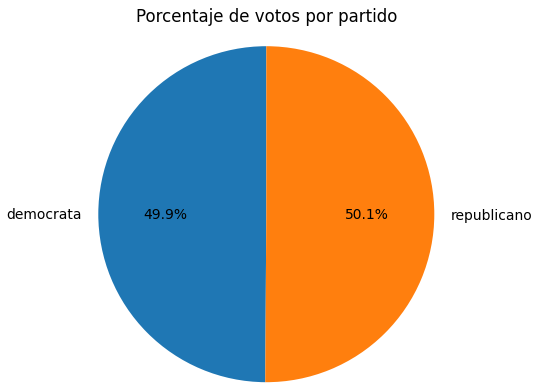 Porcentaje de votos por partido
democrata
49.9%
50.1%
republicano